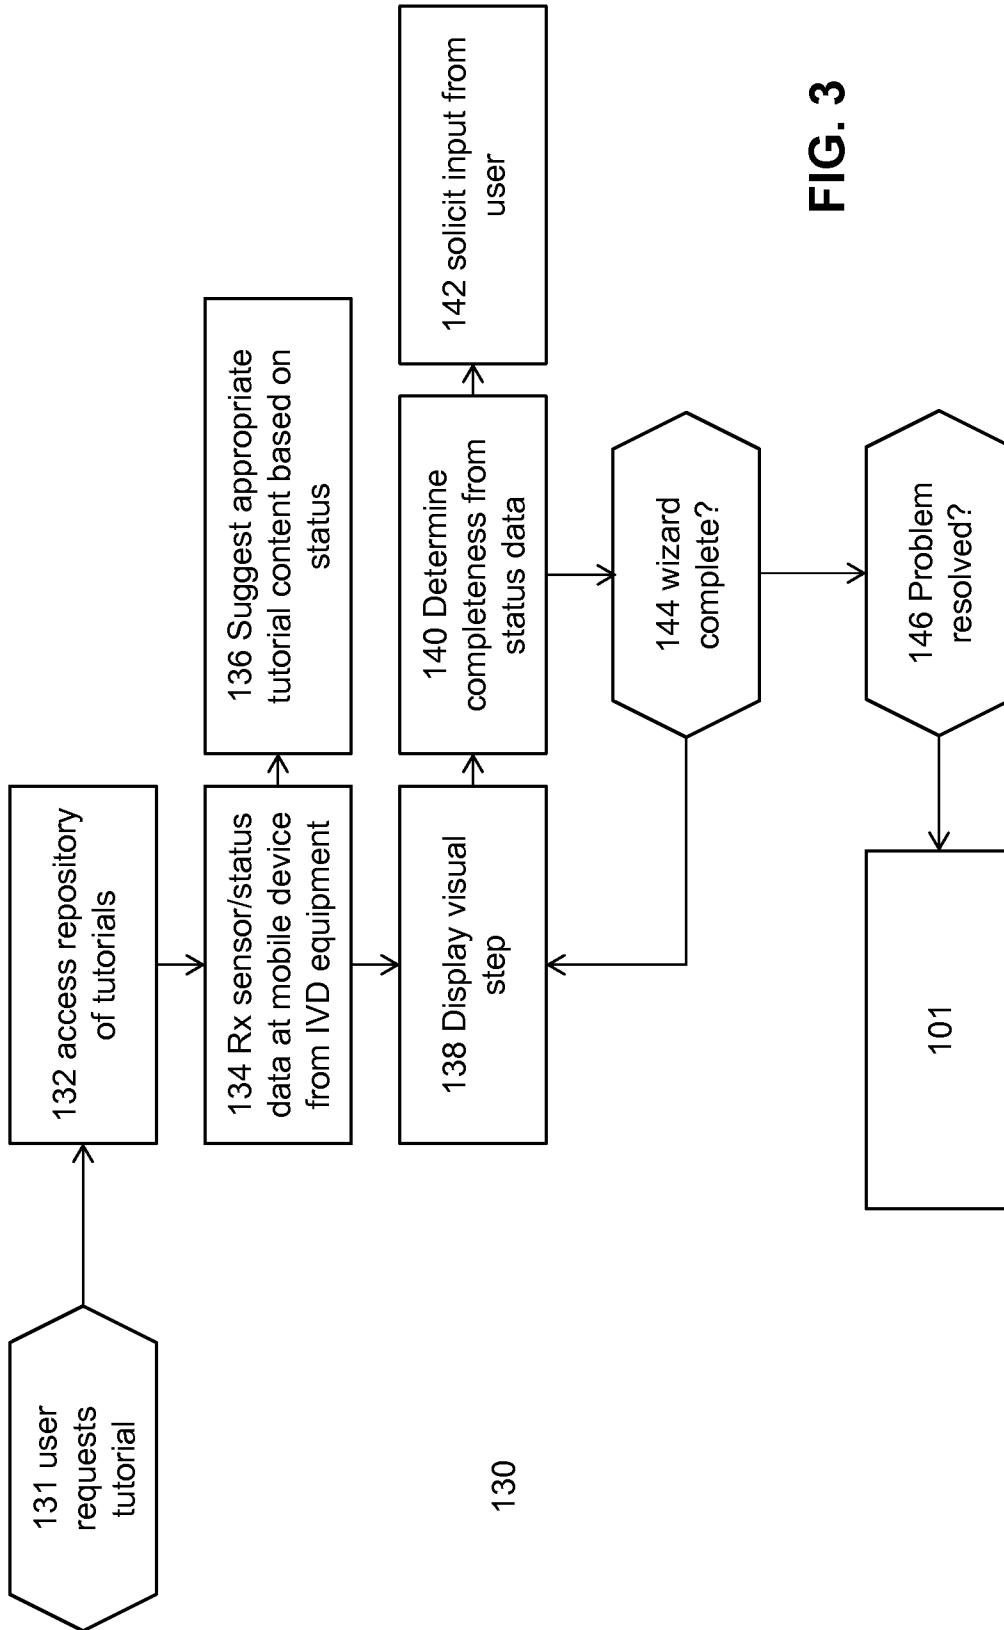 131 user
requests
tutorial
132 access repository
of tutorials
134 Rx sensor/status
data at mobile device
from IVD equipment
136 Suggest appropriate
tutorial content based on
status
138 Display visual
step
140 Determine
completeness from
status data
142 solicit input from
user
144 wizard
complete?
146 Problem
resolved?
101
130
FIG. 3